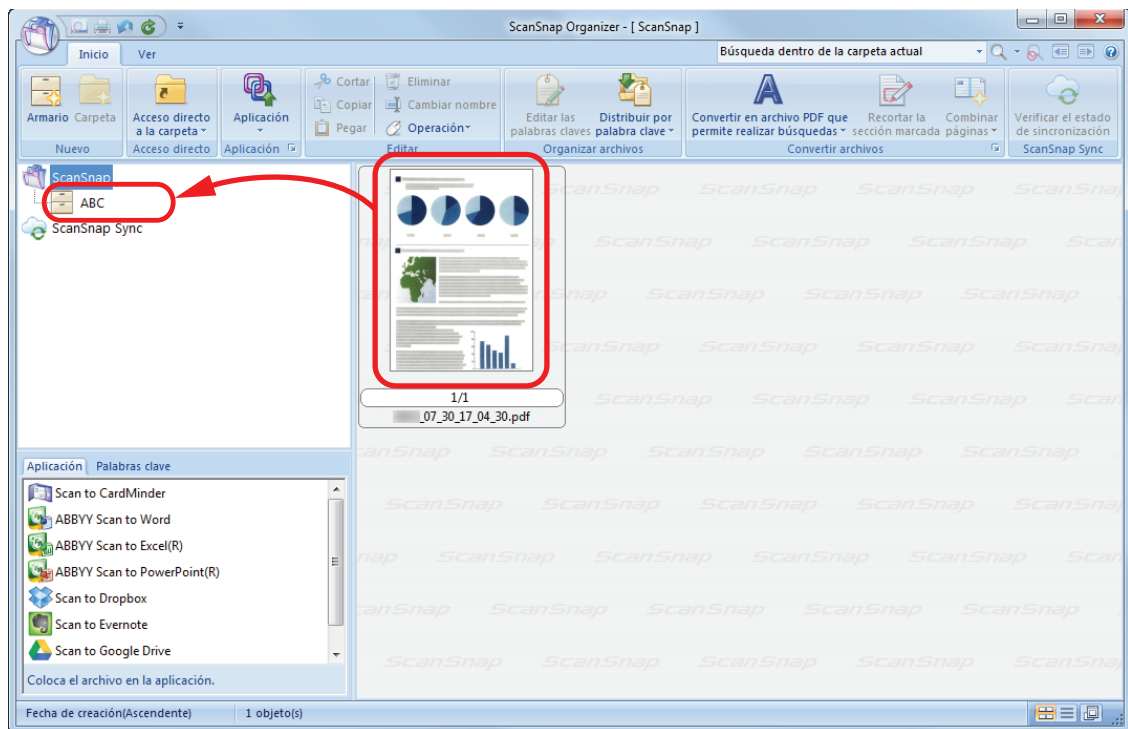 ScanSnap Organizer - [ ScanSnap ]
Inicio Ver
Búsqueda dentro de la carpeta actual
Armario Carpeta
Nuevo
Acceso directo
a la carpeta
Acceso directo
Aplicación
Aplicación
Cortar
Copiar
Pegar
Eliminar
Cambiar nombre
Operación
Editar
Editar las
palabras claves
Distribuir por
palabra clave
Organizar archivos
Convertir en archivo PDF que
permite realizar búsquedas
Recortar la
sección marcada
Combinar
páginas
Convertir archivos
Verificar el estado
de sincronización
ScanSnap Sync
ScanSnap
ABC
ScanSnap Sync
1/1
_07_30_17_04_30.pdf
Aplicación Palabras clave
Scan to CardMinder
ABBYY Scan to Word
ABBYY Scan to Excel(R)
ABBYY Scan to PowerPoint(R)
Scan to Dropbox
Scan to Evernote
Scan to Google Drive
Coloca el archivo en la aplicación.
Fecha de creación(Ascendente) 1 objeto(s)